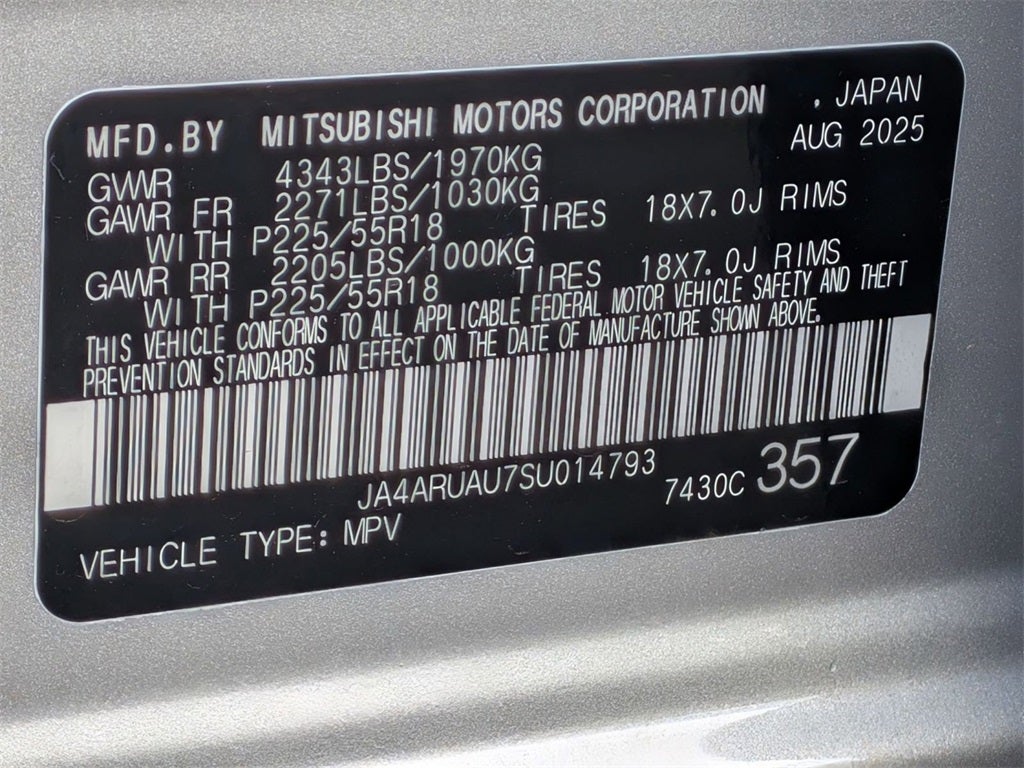 MFD.BY MITSUBISHI MOTORS CORPORATION . JAPAN
AUG 2025
GVWR 4343LBS/1970KG
GAWR FR 2271LBS/1030KG
WITH P225/55R18 TIRES 18X7.0J RIMS
GAWR RR 2205LBS/1000KG
WITH P225/55R18 TIRES 18X7.0J RIMS
THIS VEHICLE CONFORMS TO ALL APPLICABLE FEDERAL MOTOR VEHICLE SAFETY AND THEFT
PREVENTION STANDARDS IN EFFECT ON THE DATE OF MANUFACTURE SHOWN ABOVE.
JA4ARUAU7SU014793
7430C 357
VEHICLE TYPE: MPV